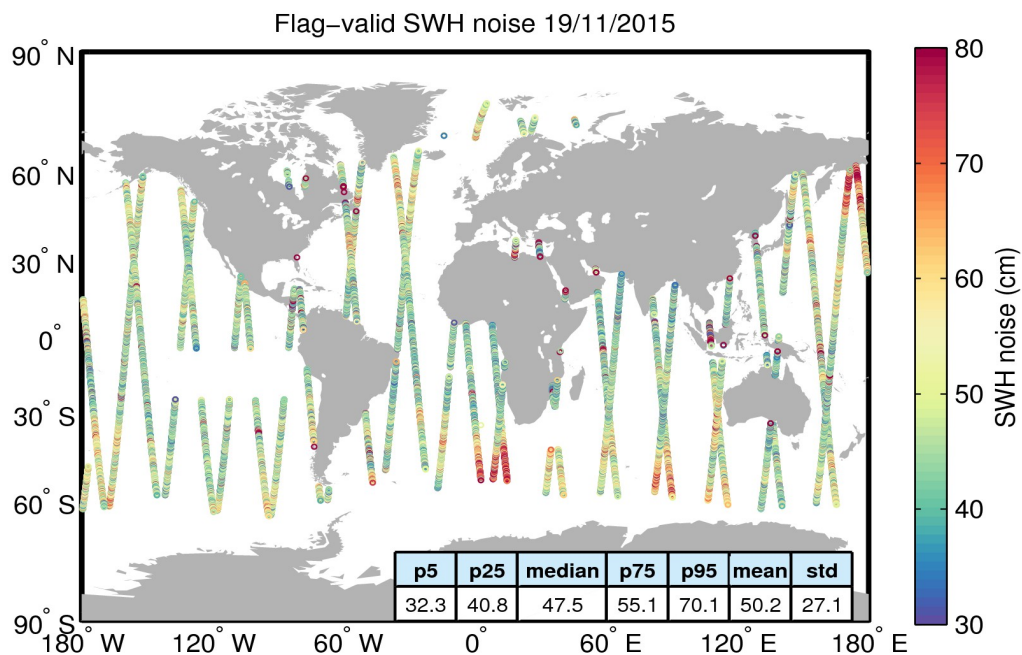 Flag−valid SWH noise 19/11/2015
90° N
60° N
30° N
0°
30° S
60° S
90° S
180° W
120° W
60° W
0°
60° E
120° E
180° E
80
70
60
50
40
30
SWH noise (cm)
p5 p25 median p75 p95 mean std
32.3 40.8 47.5 55.1 70.1 50.2 27.1